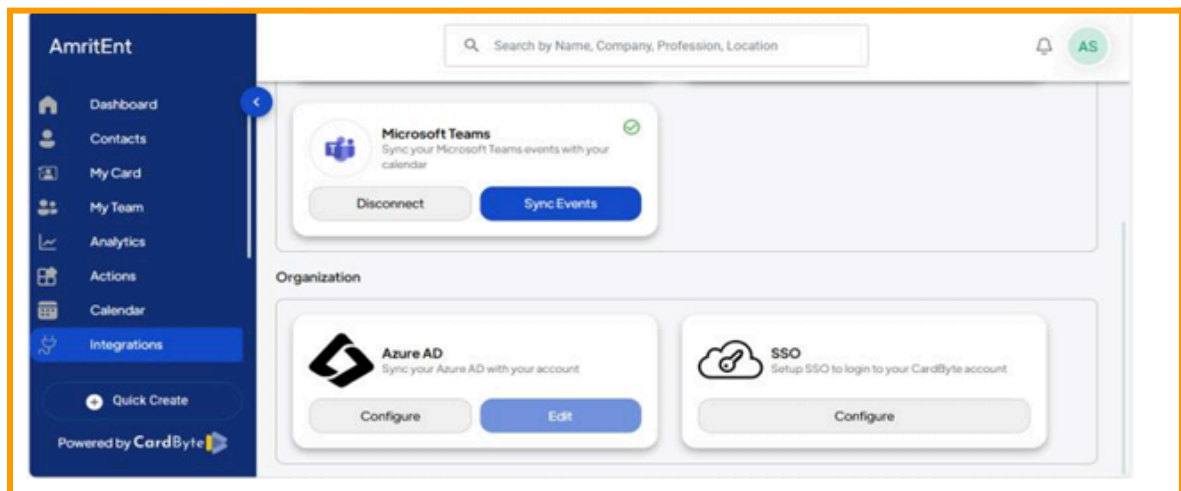 AmritEnt
Search by Name, Company, Profession, Location
AS
Dashboard
Contacts
My Card
My Team
Analytics
Actions
Calendar
Integrations
Quick Create
Powered by CardByte
Microsoft Teams
Sync your Microsoft Teams events with your
calendar
Disconnect
Sync Events
Organization
Azure AD
Sync your Azure AD with your account
Configure
Edit
SSO
Setup SSO to login to your CardByte account
Configure